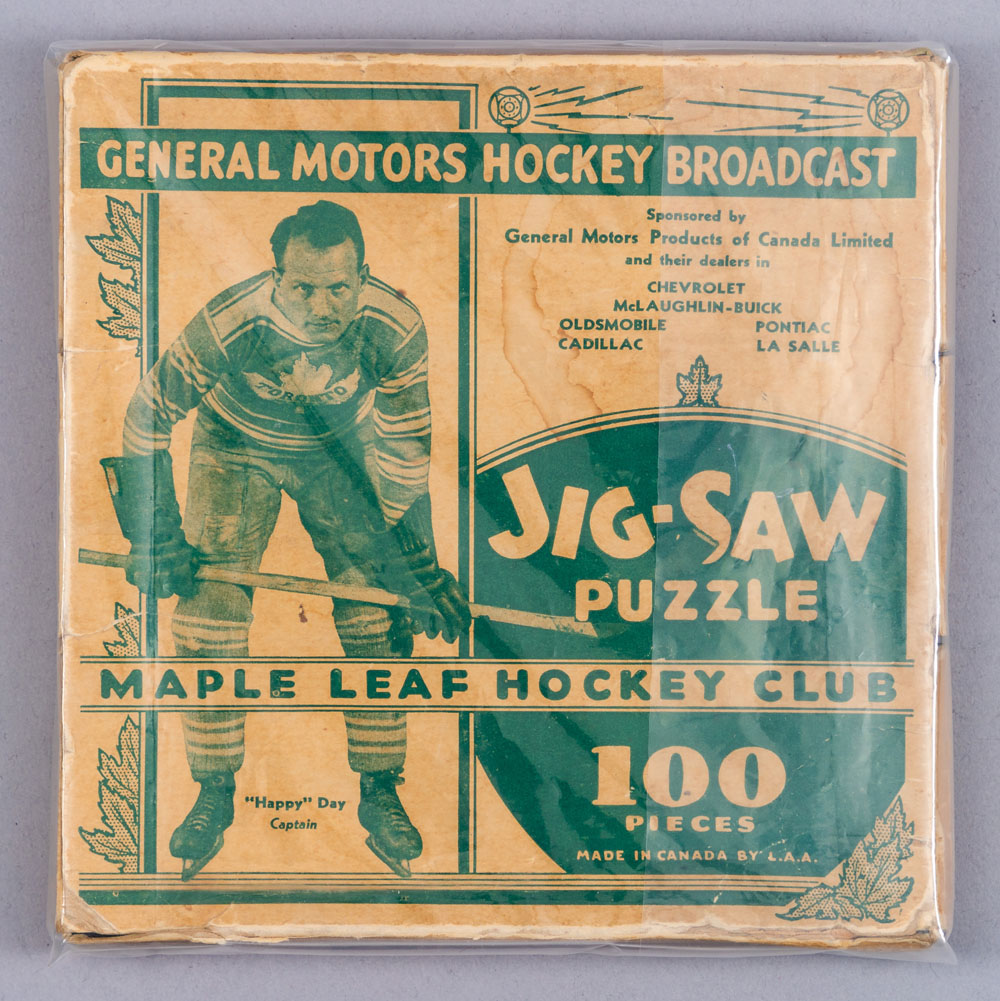 GENERAL MOTORS HOCKEY BROADCAST
Sponsored by
General Motors Products of Canada Limited
and their dealers in
CHEVROLET
McLAUGHLIN-BUICK
OLDSMOBILE PONTIAC
CADILLAC LA SALLE
TORONTO
JIG-SAW
PUZZLE
MAPLE LEAF HOCKEY CLUB
100
PIECES
"Happy" Day
Captain
MADE IN CANADA BY L.A.A.